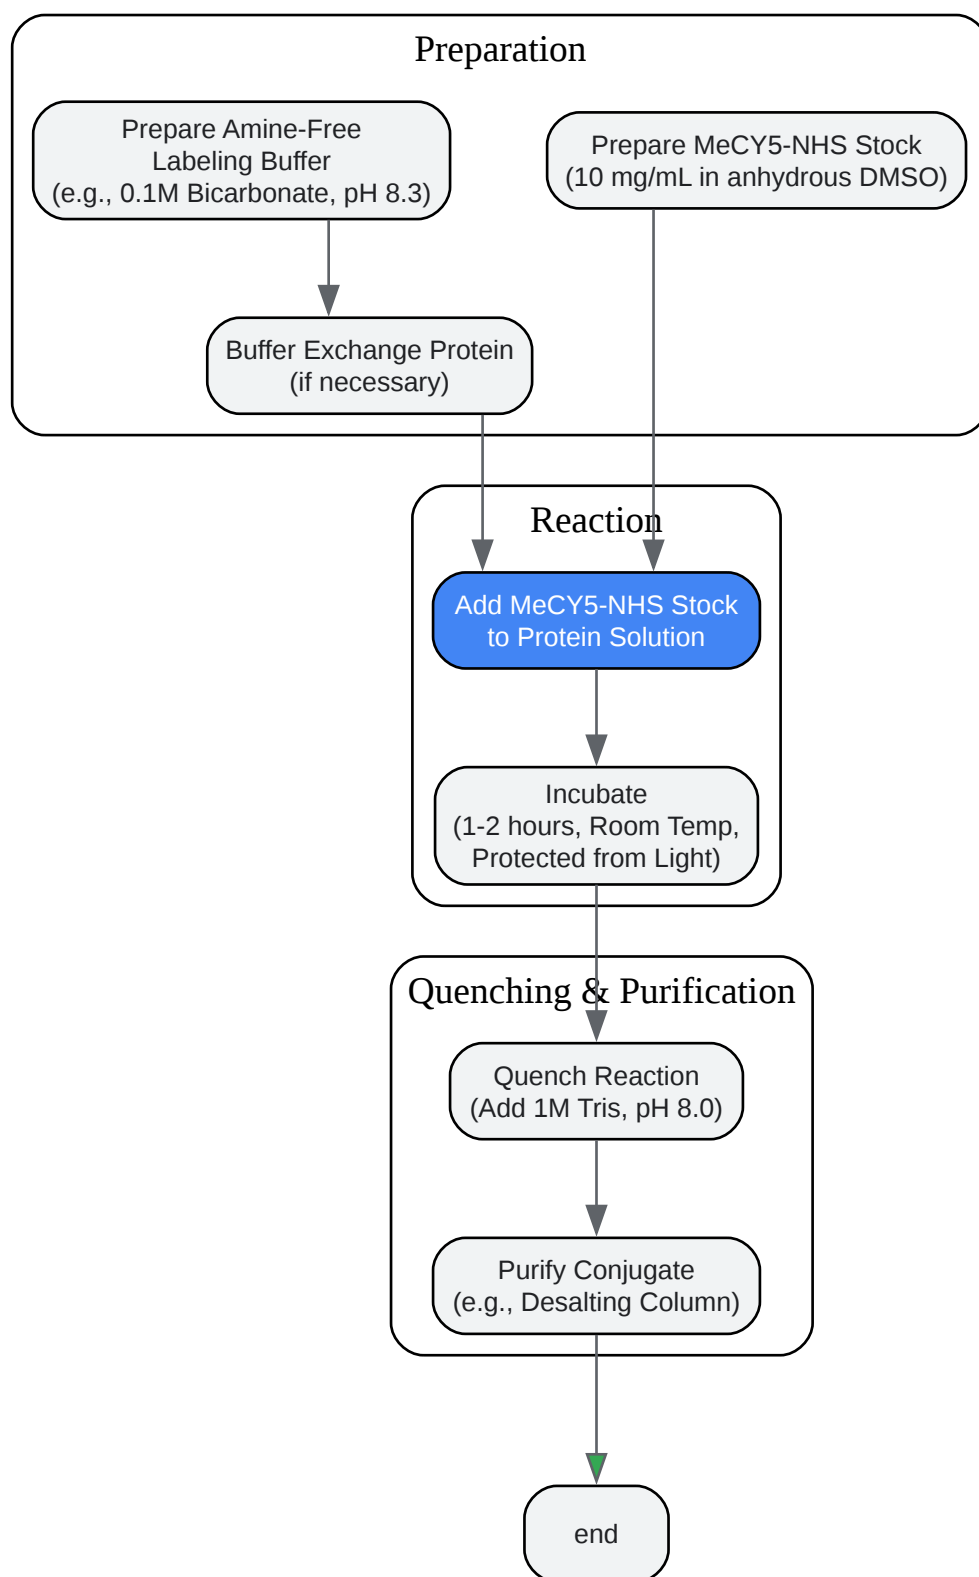 Preparation
Prepare Amine-Free
Labeling Buffer
(e.g., 0.1M Bicarbonate, pH 8.3)
Prepare MeCY5-NHS Stock
(10 mg/mL in anhydrous DMSO)
Buffer Exchange Protein
(if necessary)
Reaction
Add MeCY5-NHS Stock
to Protein Solution
Incubate
(1-2 hours, Room Temp,
Protected from Light)
Quenching & Purification
Quench Reaction
(Add 1M Tris, pH 8.0)
Purify Conjugate
(e.g., Desalting Column)
end